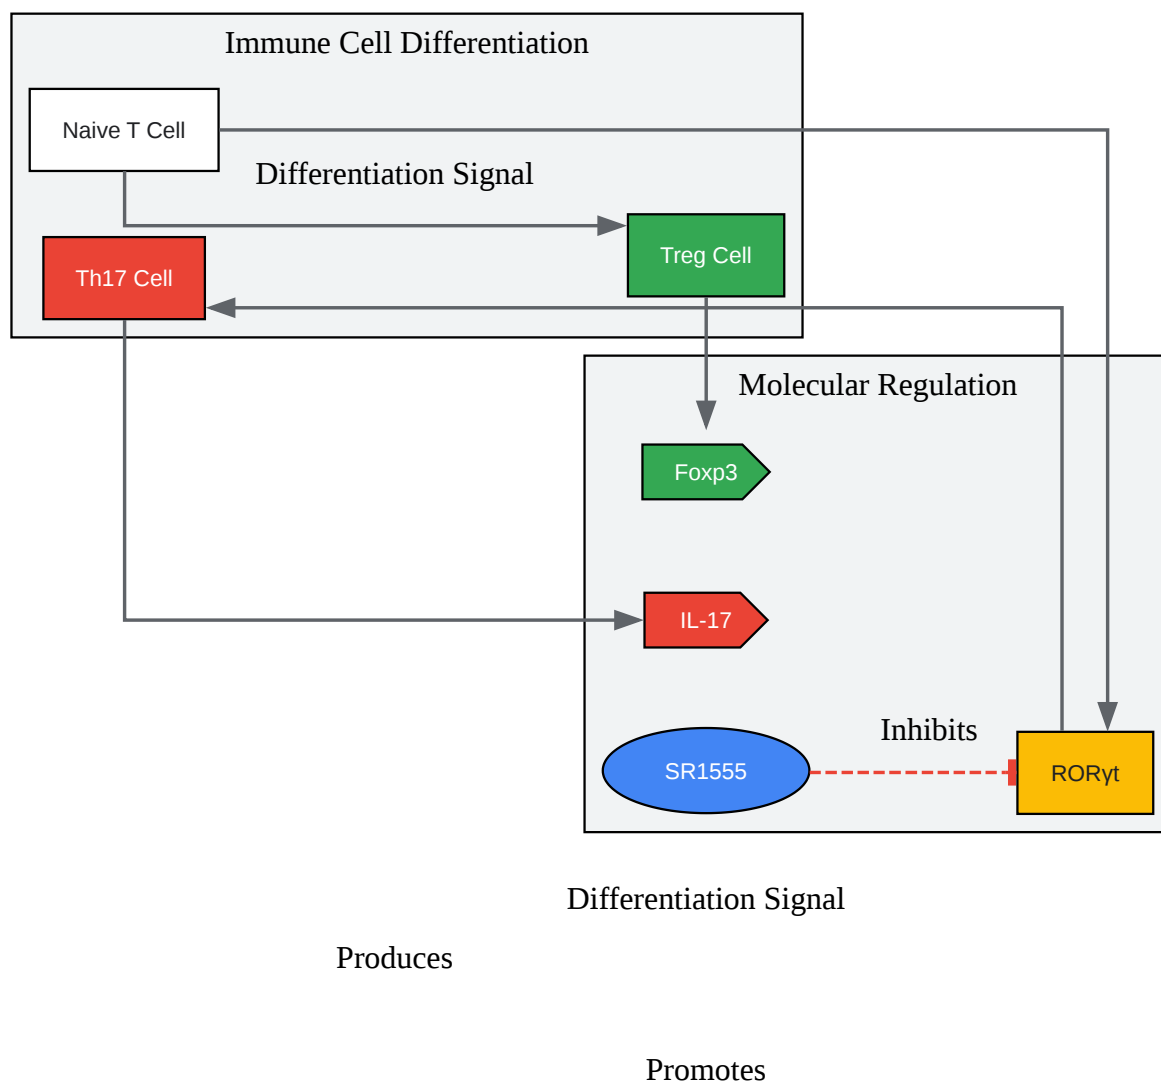 Immune Cell Differentiation
Naive T Cell
Differentiation Signal
Treg Cell
Th17 Cell
Molecular Regulation
Foxp3
IL-17
Inhibits
SR1555
RORγt
Differentiation Signal
Produces
Promotes